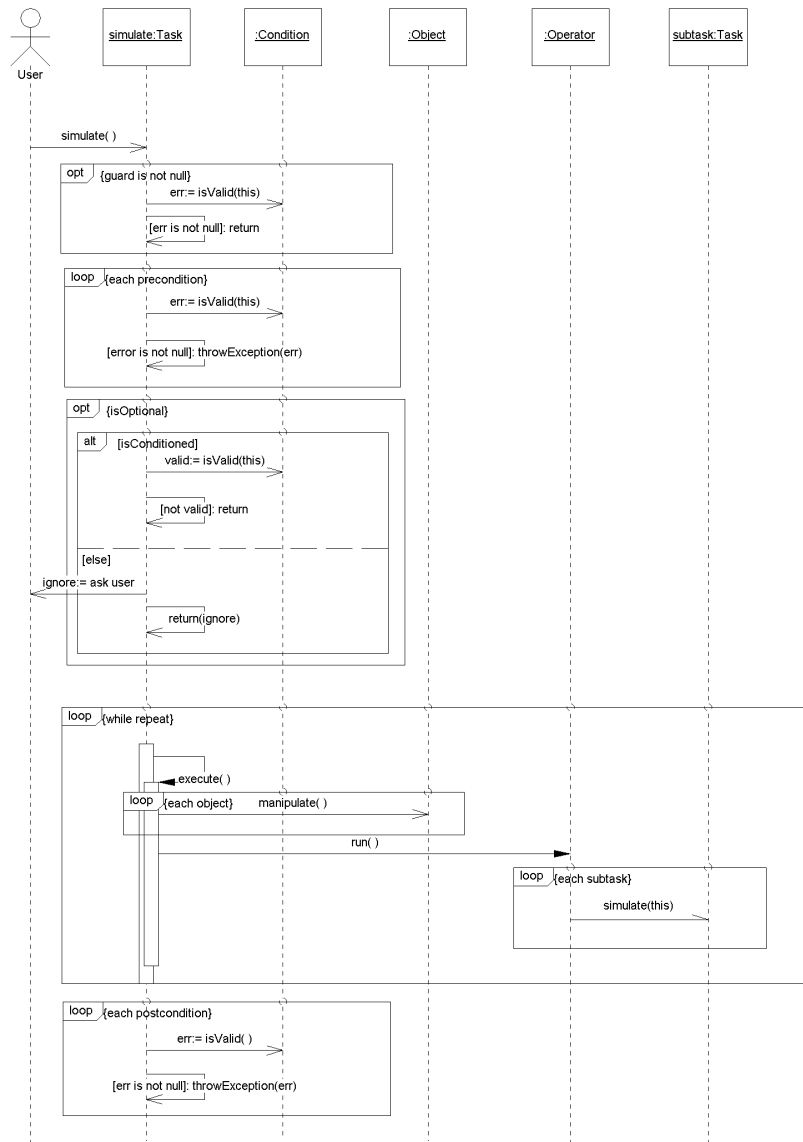 simulate:Task
:Condition
:Object
:Operator
subtask:Task
User
simulate( )
opt
{guard is not null}
err:= isValid(this)
[err is not null]: return
loop
{each precondition}
err:= isValid(this)
[error is not null]: throwException(err)
opt
{isOptional}
alt
[isConditioned]
valid:= isValid(this)
[not valid]: return
[else]
ignore:= ask user
return(ignore)
loop
{while repeat}
execute( )
loop
{each object}
manipulate( )
run( )
loop
{each subtask}
simulate(this)
loop
{each postcondition}
err:= isValid( )
[err is not null]: throwException(err)